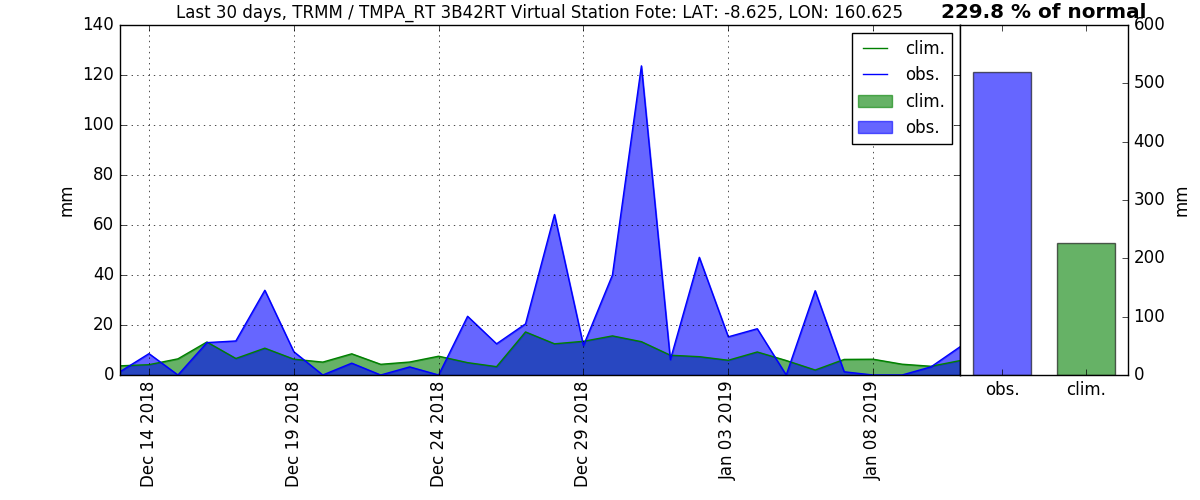 Last 30 days, TRMM / TMPA_RT 3B42RT Virtual Station Fote: LAT: -8.625, LON: 160.625
229.8 % of normal
mm
140
120
100
80
60
40
20
0
Dec 14 2018
Dec 19 2018
Dec 24 2018
Dec 29 2018
Jan 03 2019
Jan 08 2019
clim.
obs.
clim.
obs.
600
500
400
300
200
100
0
mm
obs.
clim.